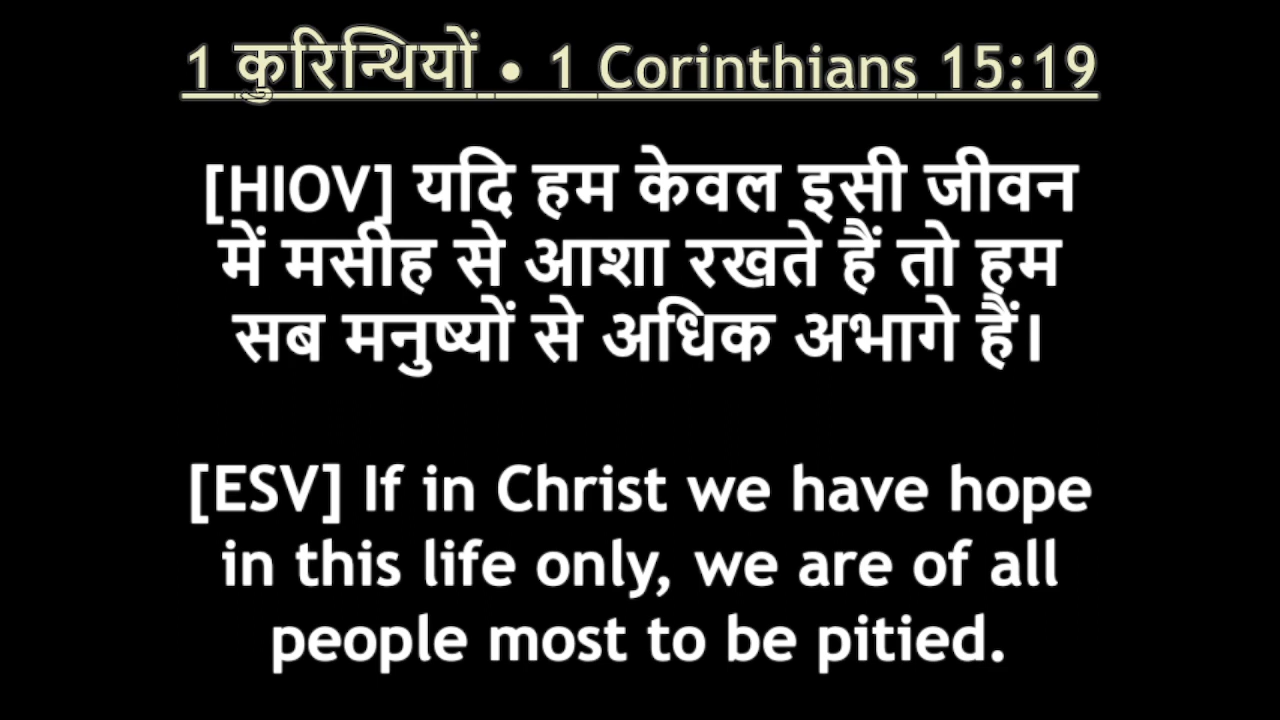 1 कुरिन्थियों • 1 Corinthians 15:19
[HIOV] यदि हम केवल इसी जीवन
में मसीह से आशा रखते हैं तो हम
सब मनुष्यों से अधिक अभागे हैं।
[ESV] If in Christ we have hope
in this life only, we are of all
people most to be pitied.